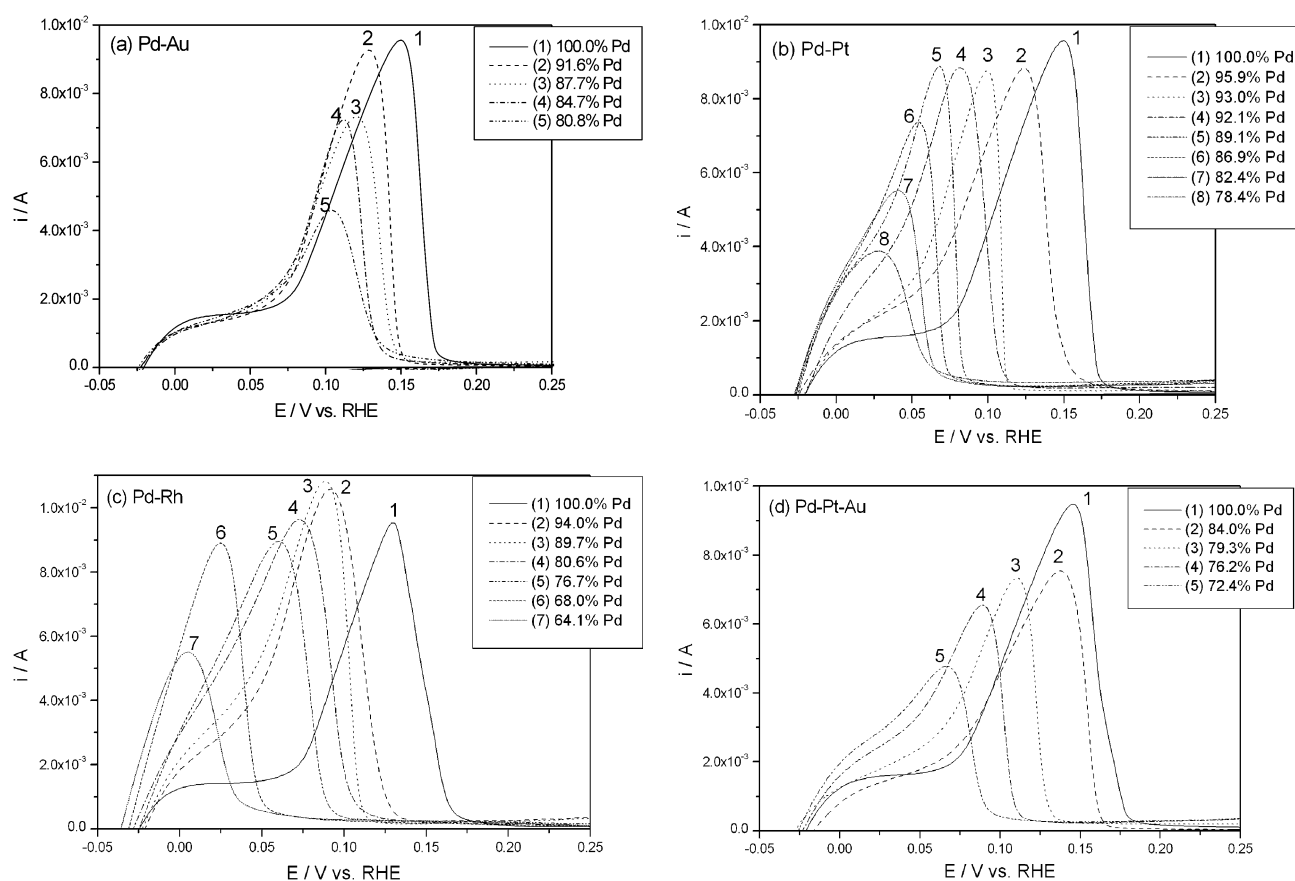 (a) Pd-Au
1.0x10-2
8.0x10-3
6.0x10-3
4.0x10-3
2.0x10-3
0.0
i / A
-0.05 0.00 0.05 0.10 0.15 0.20 0.25
E / V vs. RHE
2 1
4 3
5
(1) 100.0% Pd
(2) 91.6% Pd
(3) 87.7% Pd
(4) 84.7% Pd
(5) 80.8% Pd
(b) Pd-Pt
1.0x10-2
8.0x10-3
6.0x10-3
4.0x10-3
2.0x10-3
0.0
i / A
-0.05 0.00 0.05 0.10 0.15 0.20 0.25
E / V vs. RHE
5 4 3 2 1
6
7
8
(1) 100.0% Pd
(2) 95.9% Pd
(3) 93.0% Pd
(4) 92.1% Pd
(5) 89.1% Pd
(6) 86.9% Pd
(7) 82.4% Pd
(8) 78.4% Pd
(c) Pd-Rh
1.0x10-2
8.0x10-3
6.0x10-3
4.0x10-3
2.0x10-3
0.0
i / A
-0.05 0.00 0.05 0.10 0.15 0.20 0.25
E / V vs. RHE
3 2
6 5 4 1
7
(1) 100.0% Pd
(2) 94.0% Pd
(3) 89.7% Pd
(4) 80.6% Pd
(5) 76.7% Pd
(6) 68.0% Pd
(7) 64.1% Pd
(d) Pd-Pt-Au
1.0x10-2
8.0x10-3
6.0x10-3
4.0x10-3
2.0x10-3
0.0
i / A
-0.05 0.00 0.05 0.10 0.15 0.20 0.25
E / V vs. RHE
1
3 2
4
5
(1) 100.0% Pd
(2) 84.0% Pd
(3) 79.3% Pd
(4) 76.2% Pd
(5) 72.4% Pd